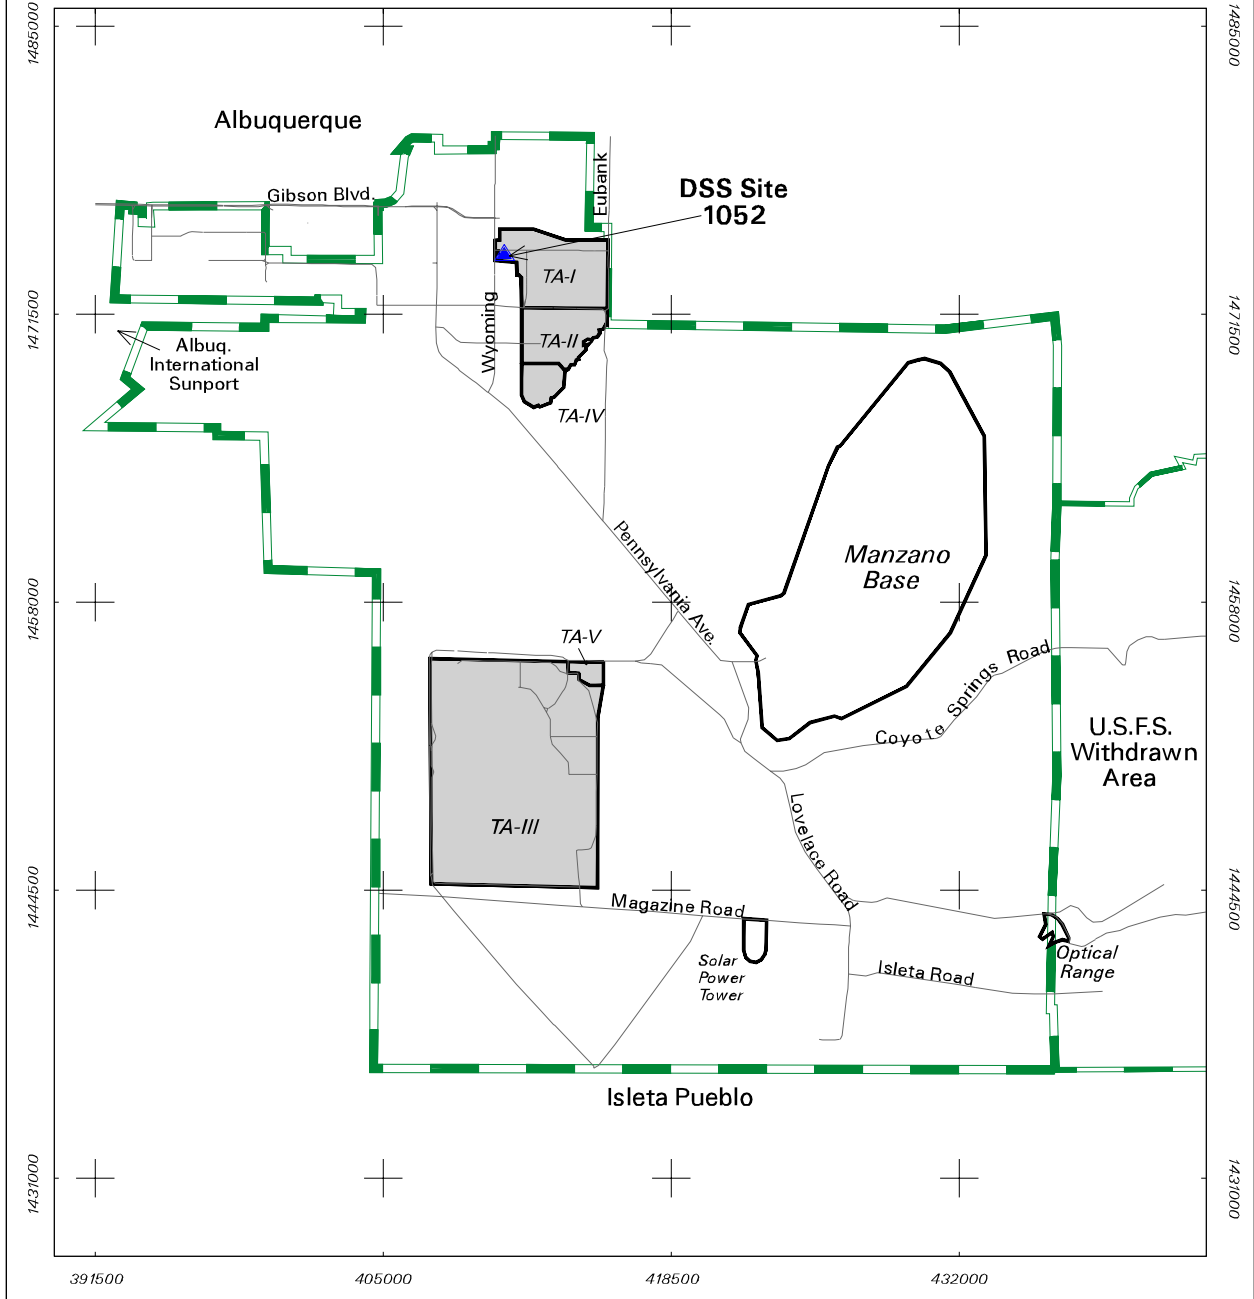 1485000
1485000
Albuquerque
Gibson Blvd.
Eubank
DSS Site
1052
TA-I
1471500
1471500
Wyoming
TA-II
Albuq.
International
Sunport
TA-IV
Pennsylvania Ave.
Manzano
Base
1458000
1458000
TA-V
Coyote Springs Road
U.S.F.S.
Withdrawn
Area
TA-III
Lovelace Road
1444500
1444500
Magazine Road
Solar
Power
Tower
Isleta Road
Optical
Range
Isleta Pueblo
1431000
1431000
391500
405000
418500
432000